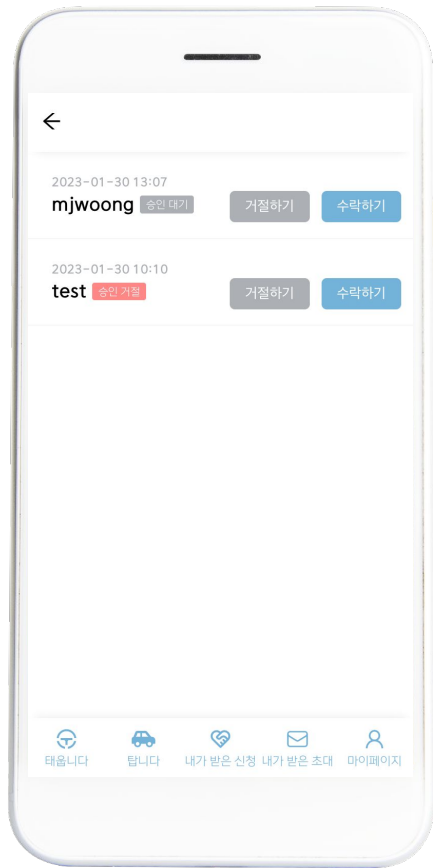 2023-01-30 13:07
mjwoong 승인 대기 거절하기 수락하기
2023-01-30 10:10
test 승인 거절 거절하기 수락하기
태웁니다 탑니다 내가 받은 신청 내가 받은 초대 마이페이지